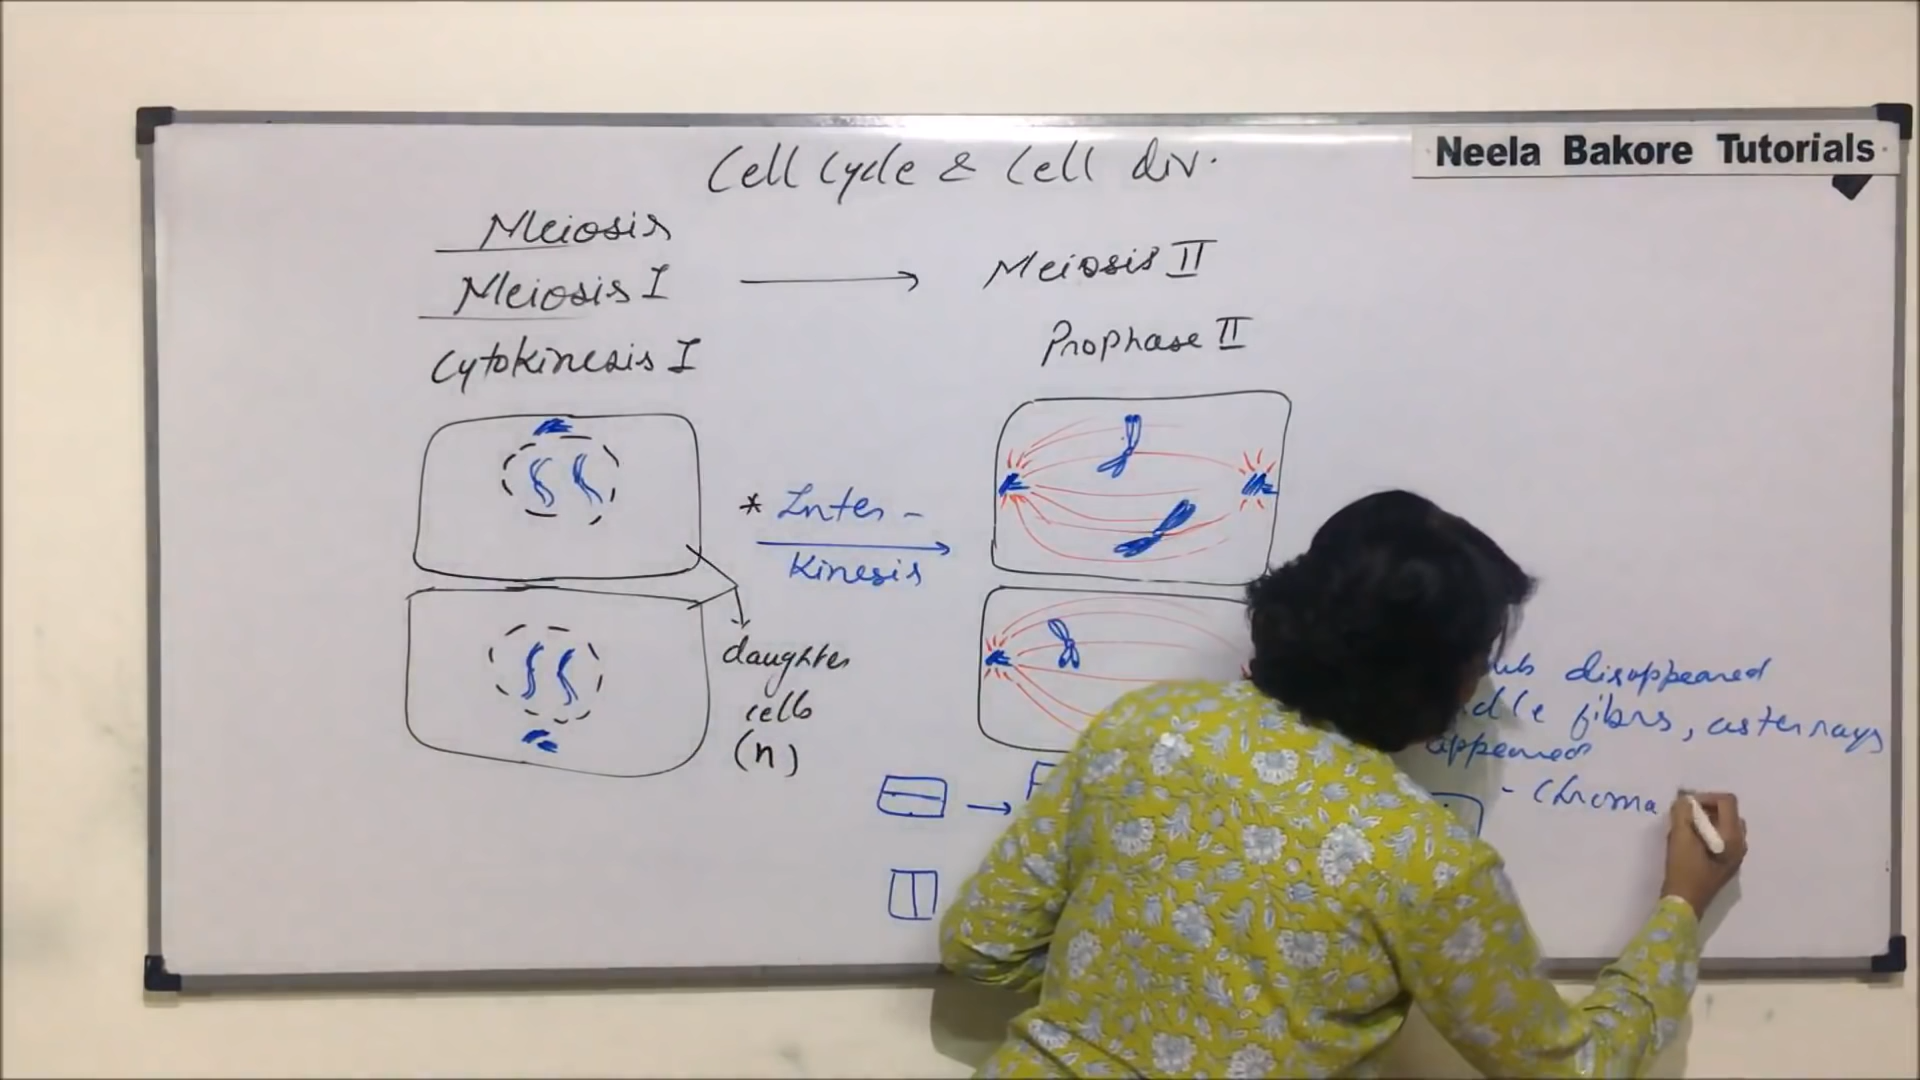 Cell Cycle & Cell div.
Neela Bakore Tutorials
Meiosis
Meiosis I
Meiosis II
Cytokinesis I
Prophase II
* Inter -
Kinesis
daughter
cells
(n)
disappeared
fibrs, aster rays
appeared
- Chroma